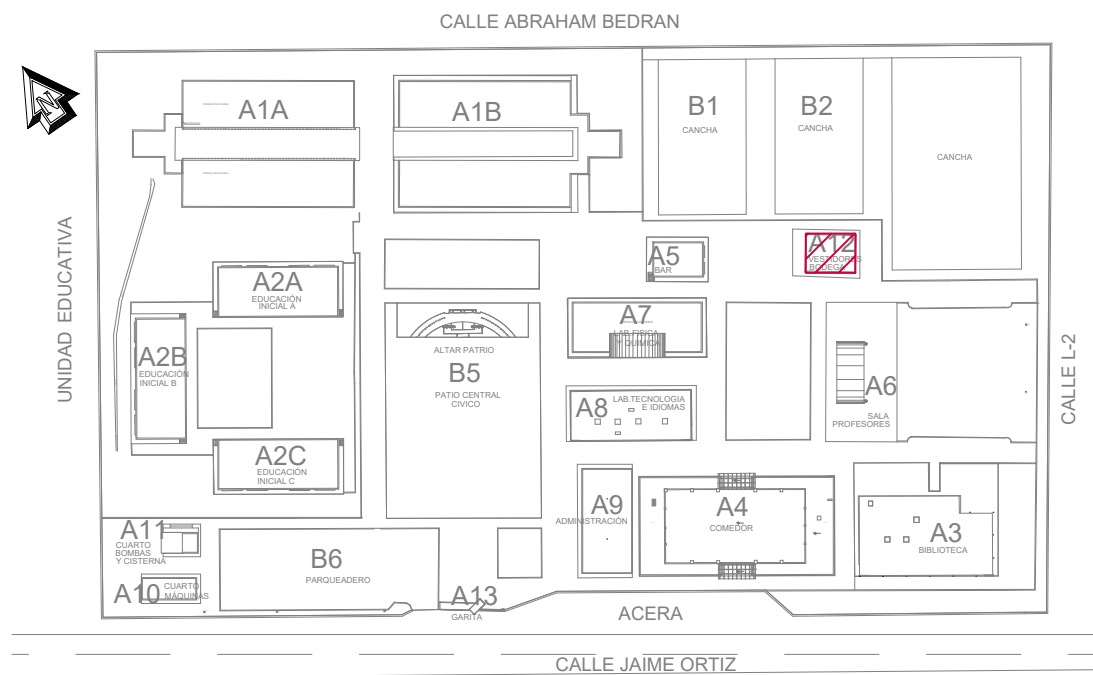 CALLE ABRAHAM BEDRAN
N
A1A
A1B
B1
CANCHA
B2
CANCHA
CANCHA
UNIDAD EDUCATIVA
A2A
EDUCACIÓN
INICIAL A
A2B
EDUCACIÓN
INICIAL B
A2C
EDUCACIÓN
INICIAL C
ALTAR PATRIO
B5
PATIO CENTRAL
CIVICO
A5
BAR
A12
VESTIDORES
BODEGA
A7
LAB. FISICA
Y QUIMICA
A8
LAB.TECNOLOGIA
E IDIOMAS
A6
SALA
PROFESORES
CALLE L-2
A9
ADMINISTRACIÓN
A4
COMEDOR
A3
BIBLIOTECA
A11
CUARTO
BOMBAS
Y CISTERNA
A10
CUARTO
MÁQUINAS
B6
PARQUEADERO
A13
GARITA
ACERA
CALLE JAIME ORTIZ